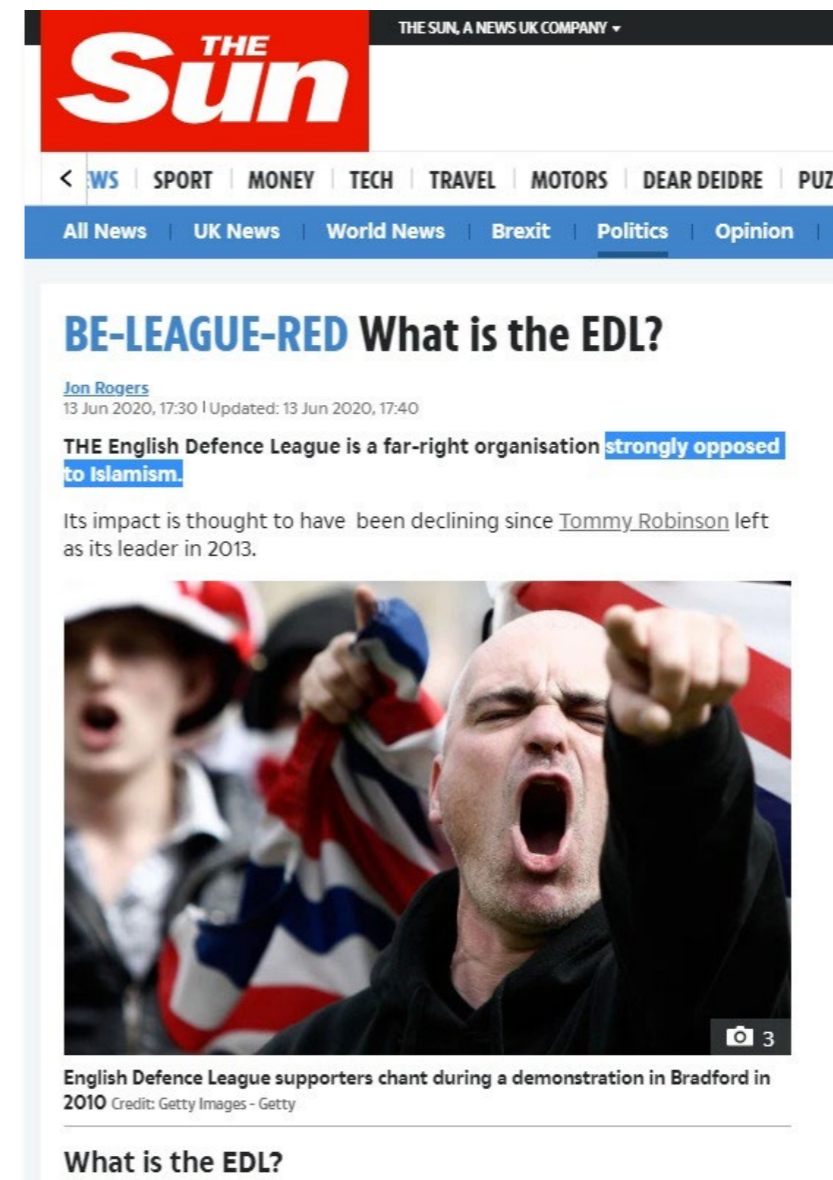 THE SUN, A NEWS UK COMPANY
THE
Sun
< WS SPORT MONEY TECH TRAVEL MOTORS DEAR DEIDRE PUZ
All News UK News World News Brexit Politics Opinion
BE-LEAGUE-RED What is the EDL?
Jon Rogers
13 Jun 2020, 17:30 | Updated: 13 Jun 2020, 17:40
THE English Defence League is a far-right organisation strongly opposed
to Islamism.
Its impact is thought to have been declining since Tommy Robinson left
as its leader in 2013.
3
English Defence League supporters chant during a demonstration in Bradford in
2010 Credit: Getty Images - Getty
What is the EDL?